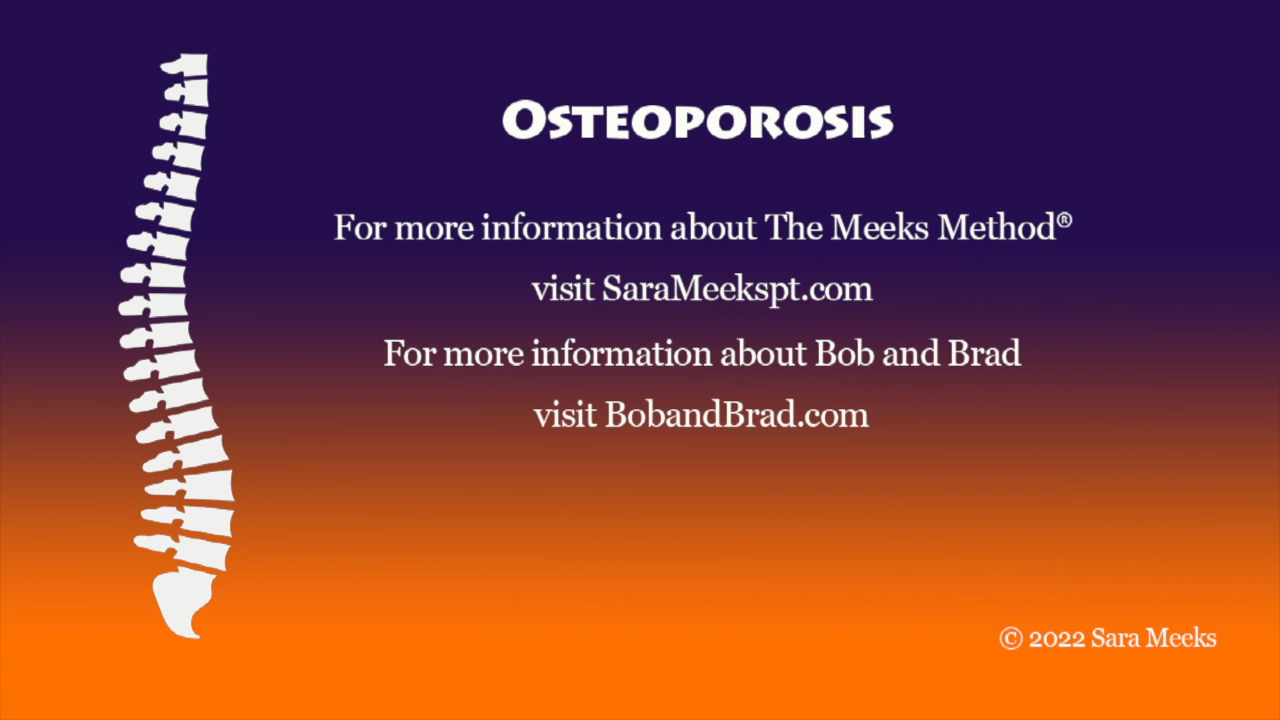 Osteoporosis
For more information about The Meeks Method®
visit SaraMeekspt.com
For more information about Bob and Brad
visit BobandBrad.com
© 2022 Sara Meeks